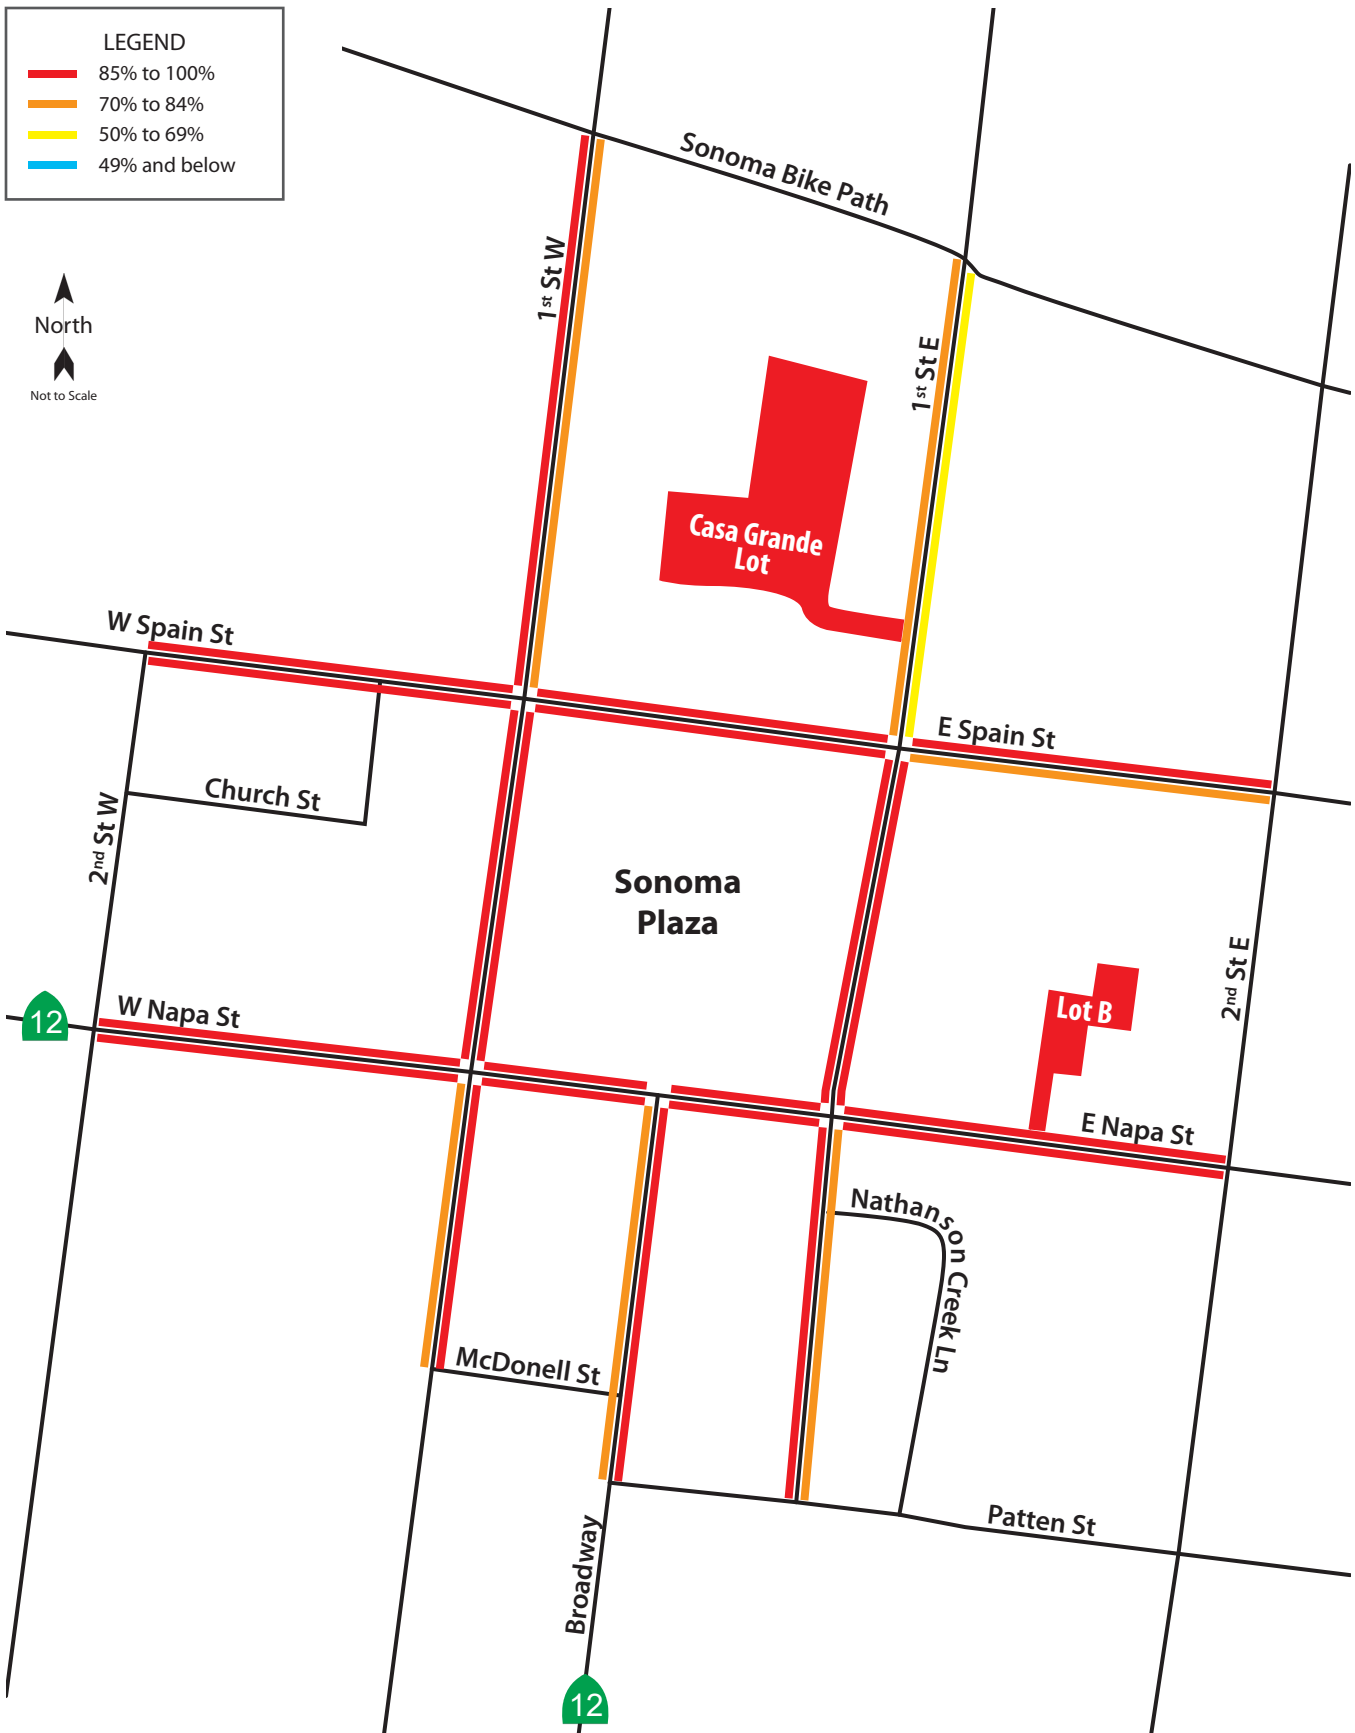 LEGEND
85% to 100%
70% to 84%
50% to 69%
49% and below
Sonoma Bike Path
1st St W
North
Not to Scale
1st St E
Casa Grande
Lot
W Spain St
E Spain St
Church St
2nd St W
Sonoma
Plaza
2nd St E
Lot B
W Napa St
12
E Napa St
Nathanson Creek Ln
McDonell St
Patten St
Broadway
12